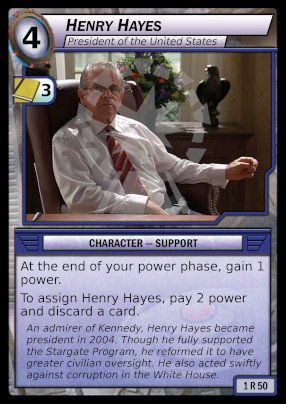 4
HENRY HAYES
President of the United States
3
CHARACTER – SUPPORT
At the end of your power phase, gain 1
power.
To assign Henry Hayes, pay 2 power
and discard a card.
An admirer of Kennedy, Henry Hayes became
president in 2004. Though he fully supported
the Stargate Program, he reformed it to have
greater civilian oversight. He also acted swiftly
against corruption in the White House.
1 R 50